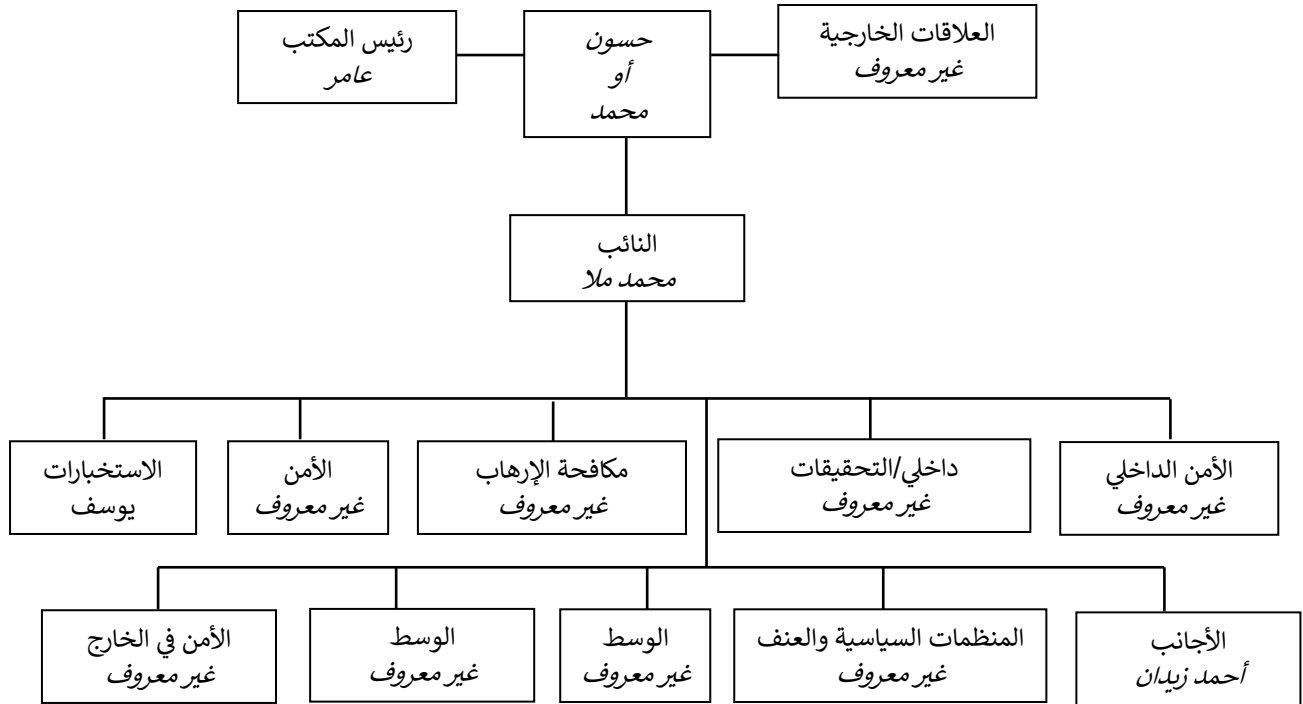 العلاقات الخارجية
غير معروف
حسون
أو
محمد
رئيس المكتب
عامر
النائب
محمد ملا
الأمن الداخلي
غير معروف
داخلي/التحقيقات
غير معروف
مكافحة الإرهاب
غير معروف
الأمن
غير معروف
الاستخبارات
يوسف
الأجانب
أحمد زيدان
المنظمات السياسية والعنف
غير معروف
الوسط
غير معروف
الوسط
غير معروف
الأمن في الخارج
غير معروف